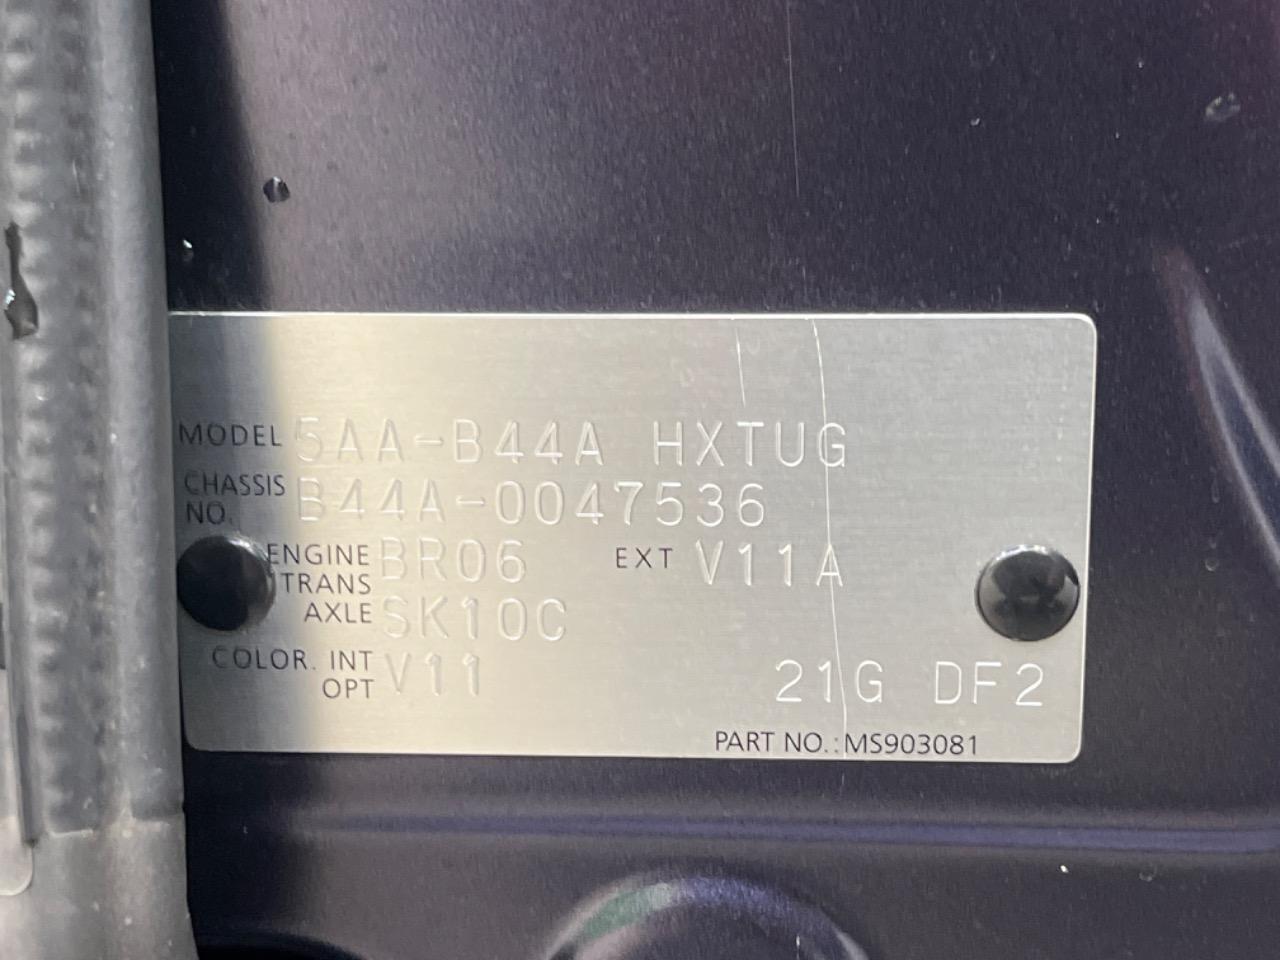 MODEL 5AA-B44A HXTUG
CHASSIS NO. B44A-0047536
ENGINE BR06 EXT V11A
TRANS AXLE SK10C
COLOR. INT V11
OPT 21G DF2
PART NO.: MS903081